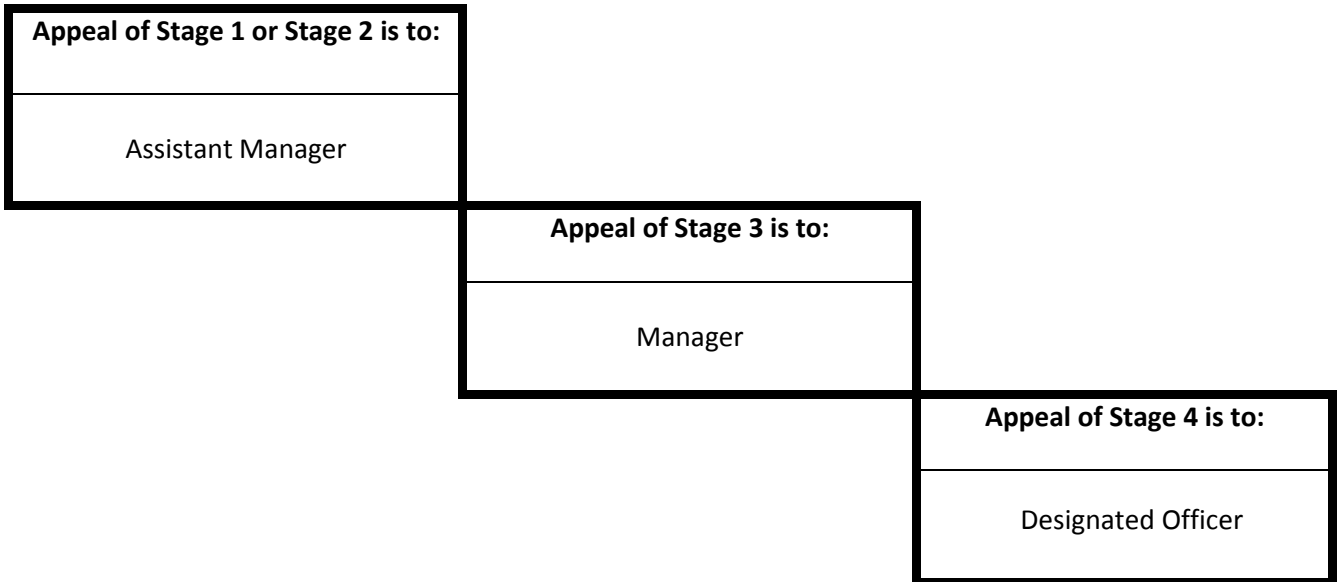 Appeal of Stage 1 or Stage 2 is to:
Assistant Manager
Appeal of Stage 3 is to:
Manager
Appeal of Stage 4 is to:
Designated Officer